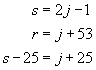 s = 2j − 1
r = j + 53
s − 25 = j + 25